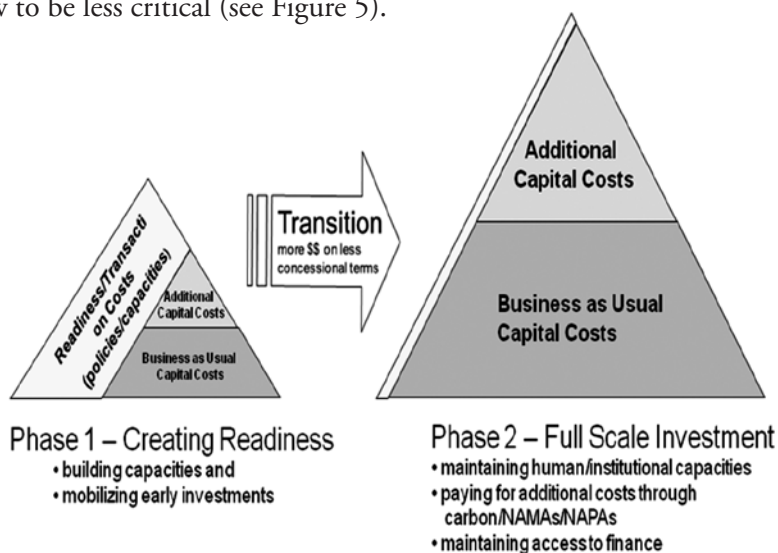 to be less critical (see Figure 5).
Readiness/Transacti
on Costs
(policies/capacities)
Additional
Capital Costs
Business as Usual
Capital Costs
Transition
more $$ on less
concessional terms
Additional
Capital Costs
Business as Usual
Capital Costs
Phase 1 – Creating Readiness
• building capacities and
• mobilizing early investments
Phase 2 – Full Scale Investment
• maintaining human/institutional capacities
• paying for additional costs through
carbon/NAMAs/NAPAs
• maintaining access to finance